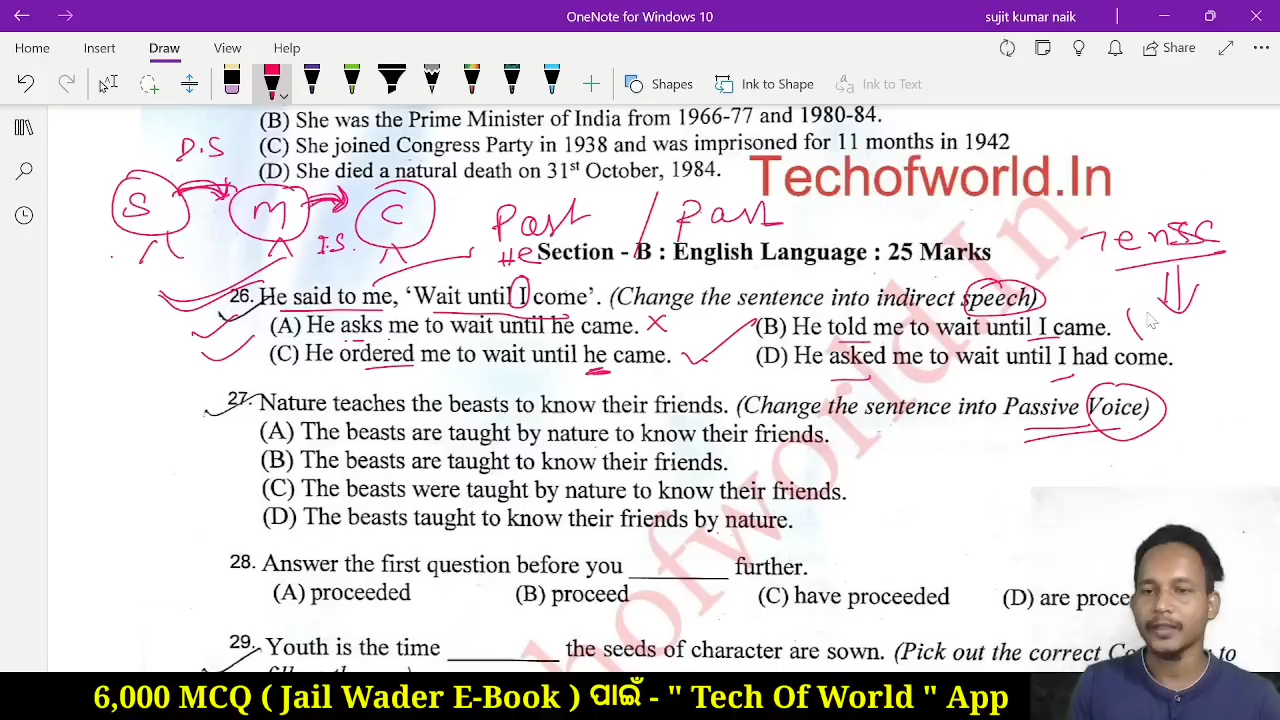 OneNote for Windows 10
sujit kumar naik
Home Insert Draw View Help
Share
Shapes Ink to Shape Ink to Text
(B) She was the Prime Minister of India from 1966-77 and 1980-84.
D.S
(C) She joined Congress Party in 1938 and was imprisoned for 11 months in 1942
(D) She died a natural death on 31st October, 1984.
Techofworld.In
S M C
I.S.
Past / Past
Tense
He
Section - B : English Language : 25 Marks
26. He said to me, ‘Wait until I come’. (Change the sentence into indirect speech)
(A) He asks me to wait until he came. X (B) He told me to wait until I came.
(C) He ordered me to wait until he came. (D) He asked me to wait until I had come.
27. Nature teaches the beasts to know their friends. (Change the sentence into Passive Voice)
(A) The beasts are taught by nature to know their friends.
(B) The beasts are taught to know their friends.
(C) The beasts were taught by nature to know their friends.
(D) The beasts taught to know their friends by nature.
28. Answer the first question before you ________ further.
(A) proceeded (B) proceed (C) have proceeded (D) are proce
29. Youth is the time ________ the seeds of character are sown. (Pick out the correct to
Techofworld.In
6,000 MCQ ( Jail Wader E-Book ) ପାଇଁ - " Tech Of World " App